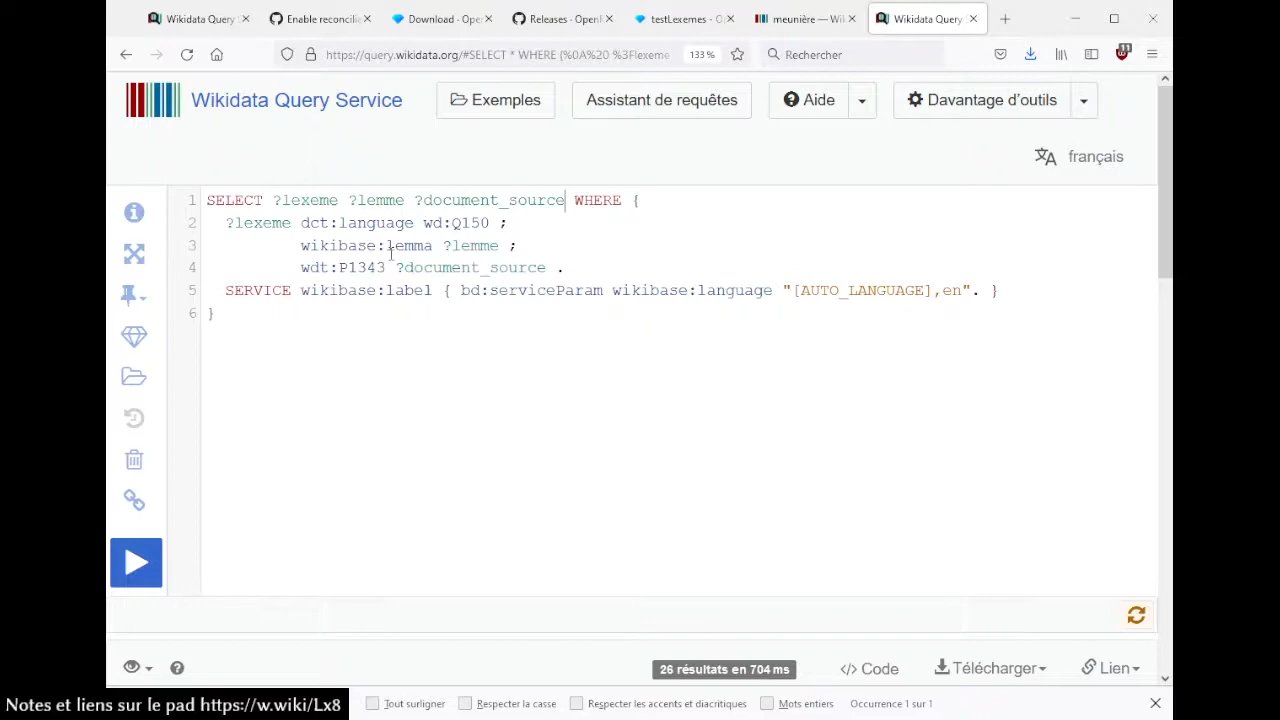 Wikidata Query
Enable reconcili
Download - Open
Releases - OpenR
testLexemes - O
meunière — Wik
Wikidata Query
https://query.wikidata.org/#SELECT * WHERE {%0A%20 %3Flexeme
133 %
Rechercher
11
Wikidata Query Service
Exemples
Assistant de requêtes
Aide
Davantage d'outils
français
1 SELECT ?lexeme ?lemme ?document_source WHERE {
2 ?lexeme dct:language wd:Q150 ;
3 wikibase:lemma ?lemme ;
4 wdt:P1343 ?document_source .
5 SERVICE wikibase:label { bd:serviceParam wikibase:language "[AUTO_LANGUAGE],en". }
6 }
26 résultats en 704 ms
</> Code
Télécharger
Lien
Notes et liens sur le pad https://w.wiki/Lx8
Tout surligner
Respecter la casse
Respecter les accents et diacritiques
Mots entiers
Occurrence 1 sur 1